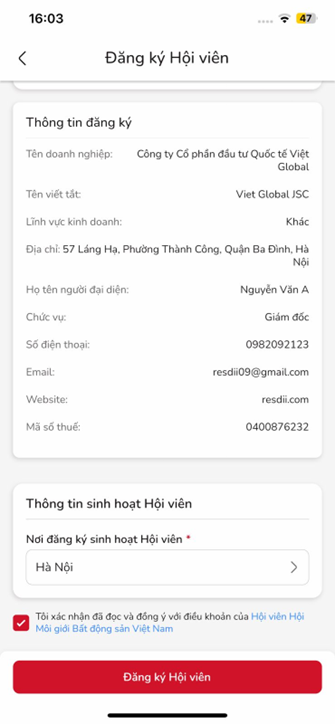 16:03
47
Đăng ký Hội viên
Thông tin đăng ký
Tên doanh nghiệp: Công ty Cổ phần đầu tư Quốc tế Việt
Global
Tên viết tắt: Viet Global JSC
Lĩnh vực kinh doanh: Khác
Địa chỉ: 57 Láng Hạ, Phường Thành Công, Quận Ba Đình, Hà
Nội
Họ tên người đại diện: Nguyễn Văn A
Chức vụ: Giám đốc
Số điện thoại: 0982092123
Email: resdii09@gmail.com
Website: resdii.com
Mã số thuế: 0400876232
Thông tin sinh hoạt Hội viên
Nơi đăng ký sinh hoạt Hội viên *
Hà Nội
Tôi xác nhận đã đọc và đồng ý với điều khoản của Hội viên Hội
Môi giới Bất động sản Việt Nam
Đăng ký Hội viên